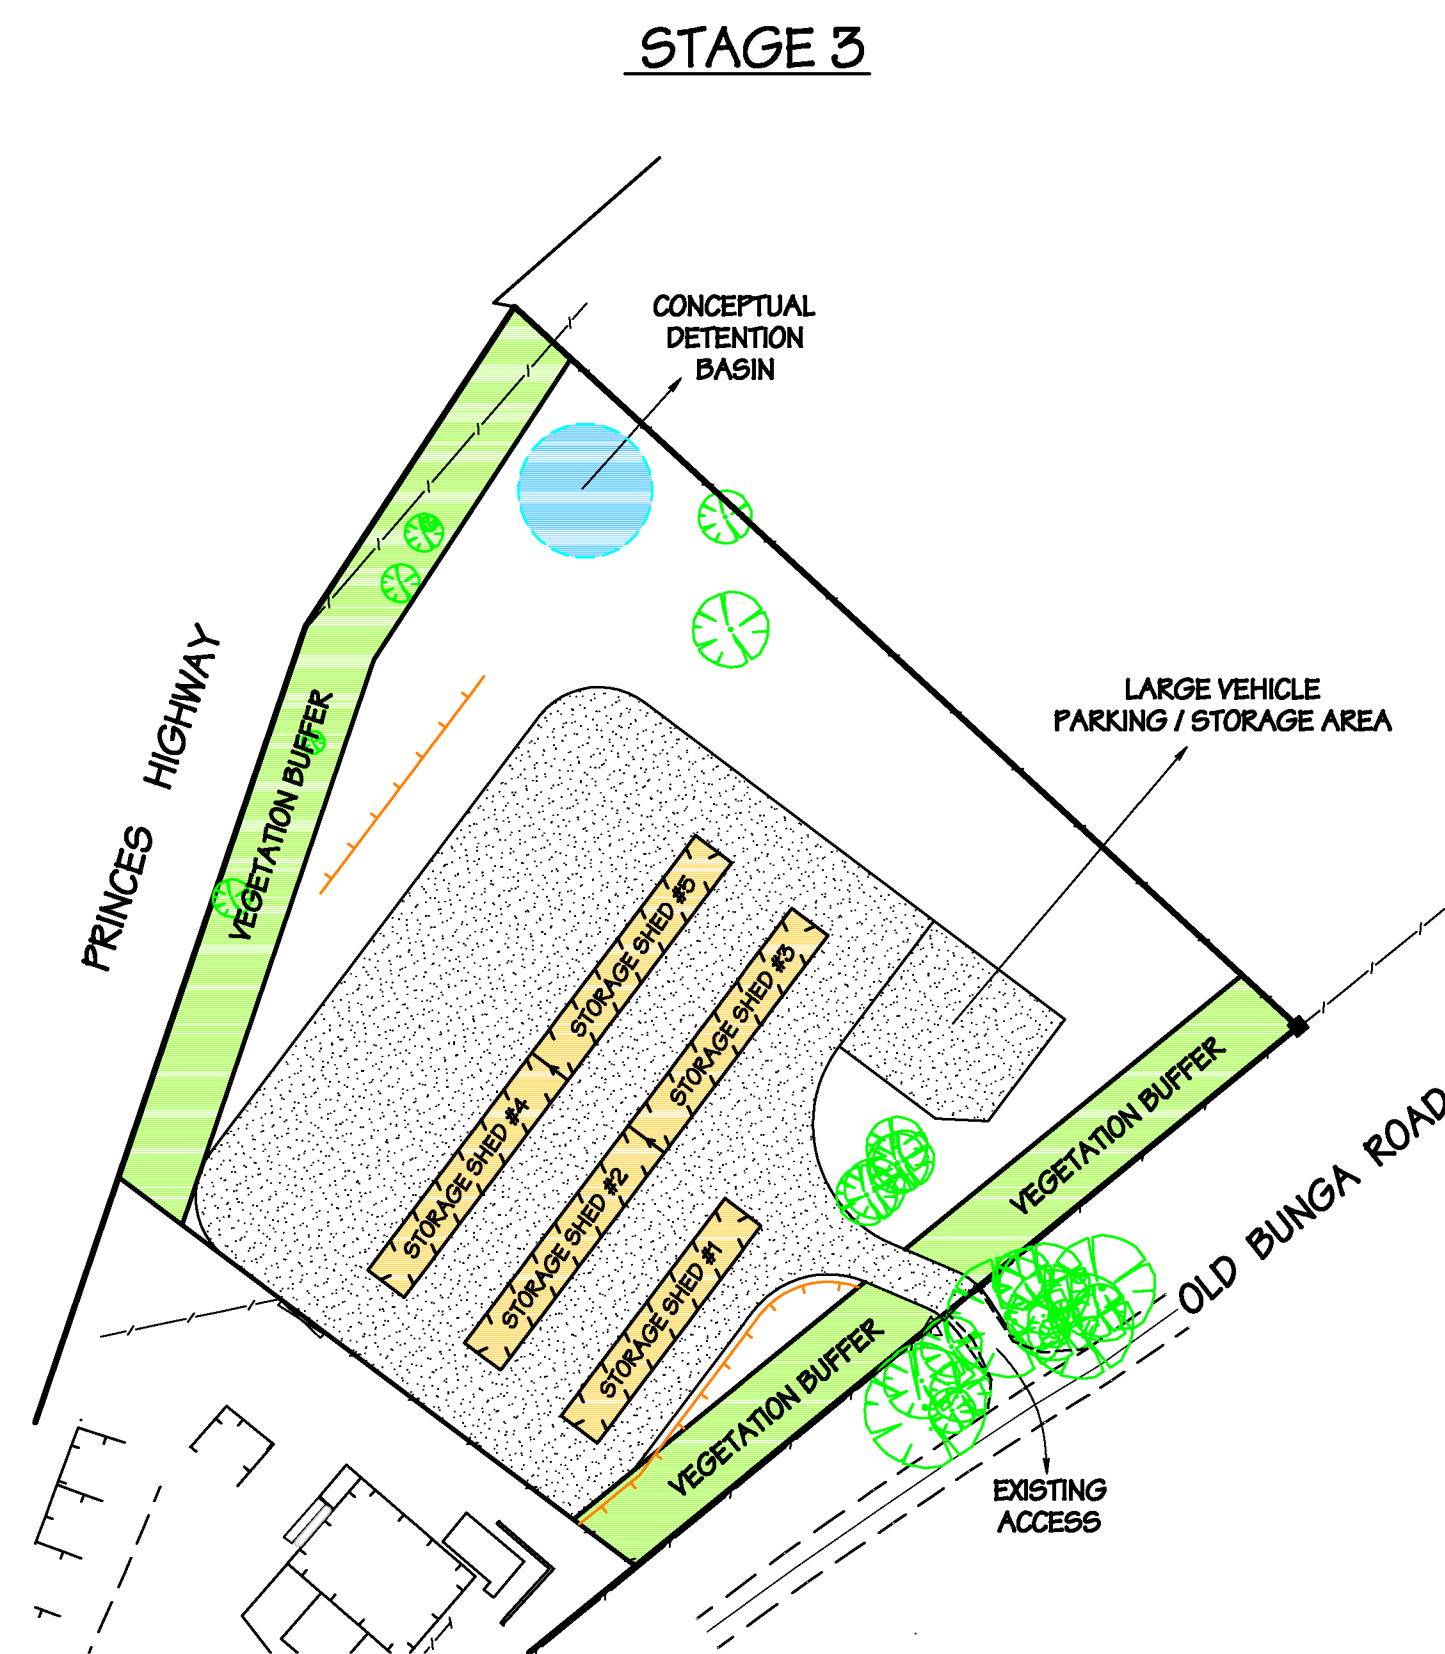 STAGE 3
CONCEPTUAL
DETENTION
BASIN
LARGE VEHICLE
PARKING / STORAGE AREA
PRINCES HIGHWAY
VEGETATION BUFFER
STORAGE SHED #5
STORAGE SHED #3
STORAGE SHED #4
STORAGE SHED #2
STORAGE SHED #1
VEGETATION BUFFER
OLD BUNGA ROAD
VEGETATION BUFFER
EXISTING
ACCESS